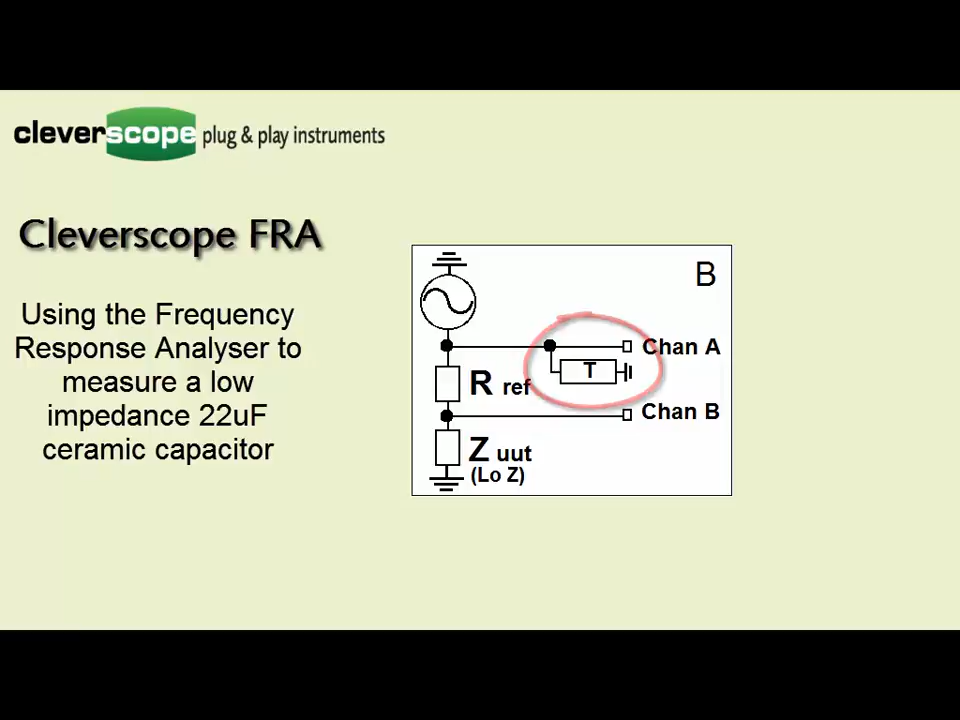 cleverscope plug & play instruments
Cleverscope FRA
Using the Frequency
Response Analyser to
measure a low
impedance 22uF
ceramic capacitor
B
Chan A
T
R ref
Chan B
Z uut
(Lo Z)